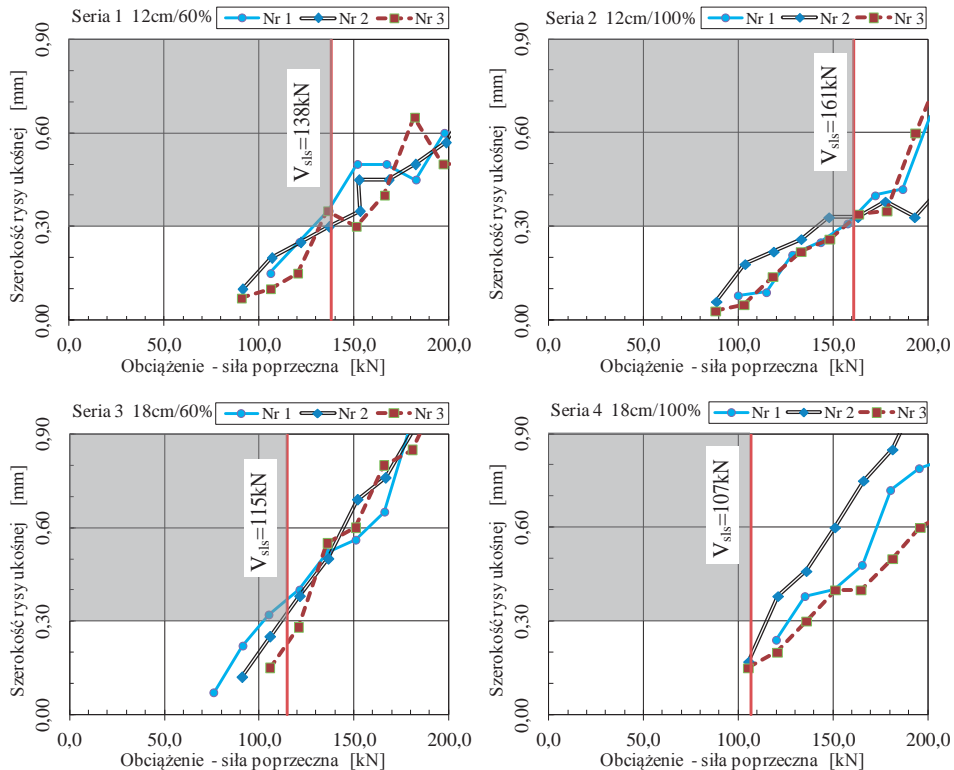 Seria 1 12cm/60% Nr 1 Nr 2 Nr 3
Szerokość rysy ukośnej [mm]
0,90
0,60
0,30
0,00
V_sls=138kN
0,0 50,0 100,0 150,0 200,0
Obciążenie - siła poprzeczna [kN]
Seria 2 12cm/100% Nr 1 Nr 2 Nr 3
Szerokość rysy ukośnej [mm]
0,90
0,60
0,30
0,00
V_sls=161kN
0,0 50,0 100,0 150,0 200,0
Obciążenie - siła poprzeczna [kN]
Seria 3 18cm/60% Nr 1 Nr 2 Nr 3
Szerokość rysy ukośnej [mm]
0,90
0,60
0,30
0,00
V_sls=115kN
0,0 50,0 100,0 150,0 200,0
Obciążenie - siła poprzeczna [kN]
Seria 4 18cm/100% Nr 1 Nr 2 Nr 3
Szerokość rysy ukośnej [mm]
0,90
0,60
0,30
0,00
V_sls=107kN
0,0 50,0 100,0 150,0 200,0
Obciążenie - siła poprzeczna [kN]